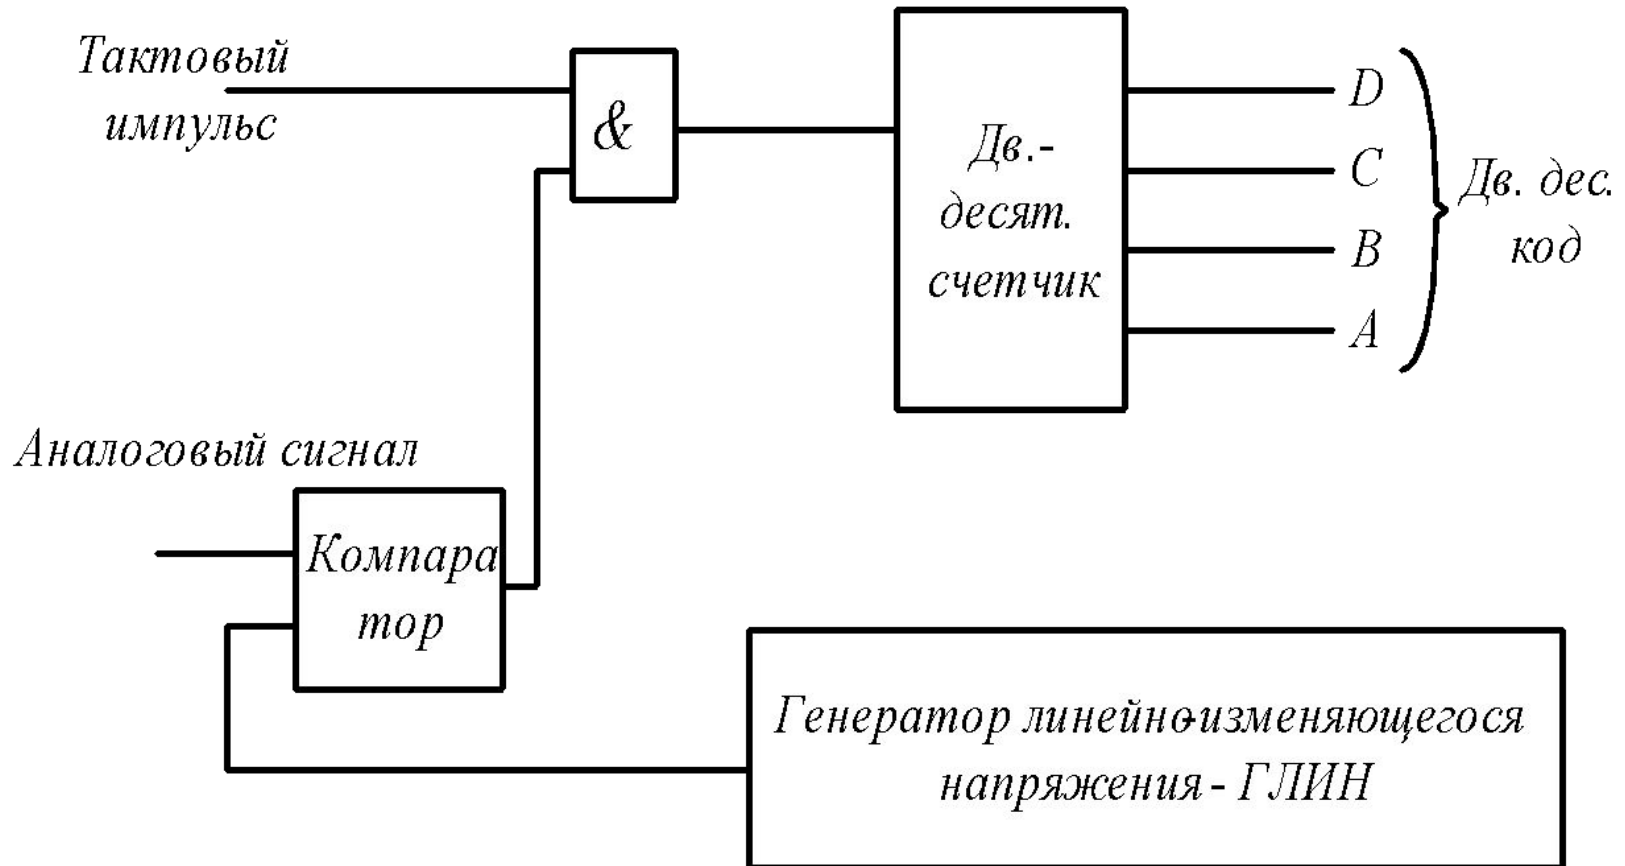 Тактовый
импульс
&
Дв.-
десят.
счетчик
D
C
B
A
Дв. дес.
код
Аналоговый сигнал
Компара
тор
Генератор линейно-изменяющегося
напряжения - ГЛИН